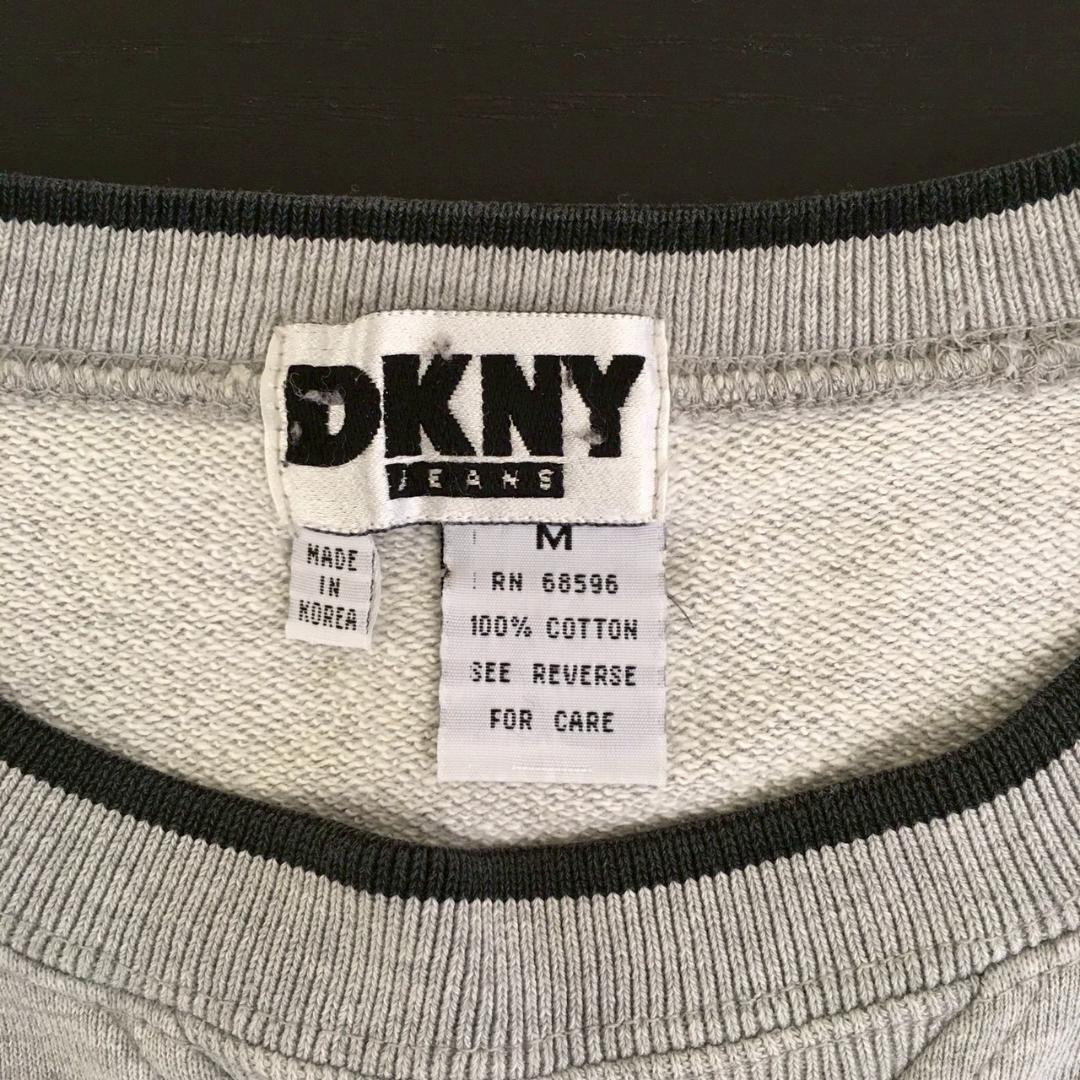 DKNY
JEANS
MADE
IN
KOREA
M
RN 68596
100% COTTON
SEE REVERSE
FOR CARE